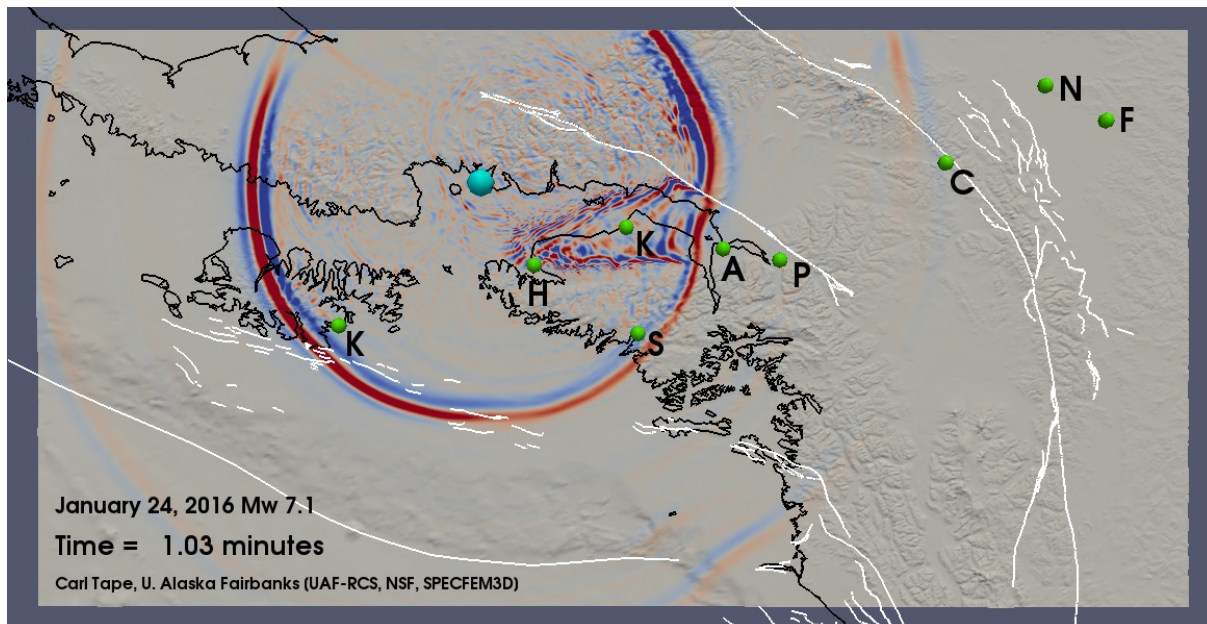 N
F
C
K
A
P
H
K
S
January 24, 2016 Mw 7.1
Time = 1.03 minutes
Carl Tape, U. Alaska Fairbanks (UAF-RCS, NSF, SPECFEM3D)